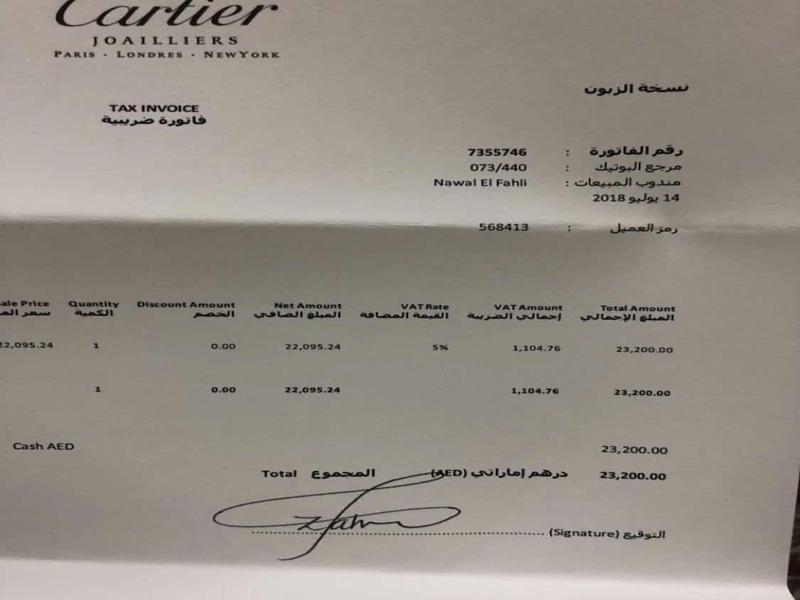 Cartier
JOAILLIERS
PARIS · LONDRES · NEWYORK
نسخة الزبون
TAX INVOICE
فاتورة ضريبية
رقم الفاتورة : 7355746
مرجع البوتيك : 073/440
مندوب المبيعات : Nawal El Fahli
14 يوليو 2018
رمز العميل : 568413
ale Price Quantity Discount Amount Net Amount VAT Rate VAT Amount Total Amount
سعر الم الكمية الخصم المبلغ الصافي القيمة المضافة إجمالي الضريبة المبلغ الإجمالي
22,095.24 1 0.00 22,095.24 5% 1,104.76 23,200.00
1 0.00 22,095.24 1,104.76 23,200.00
Cash AED 23,200.00
Total المجموع درهم إماراتي (AED) 23,200.00
التوقيع (Signature)